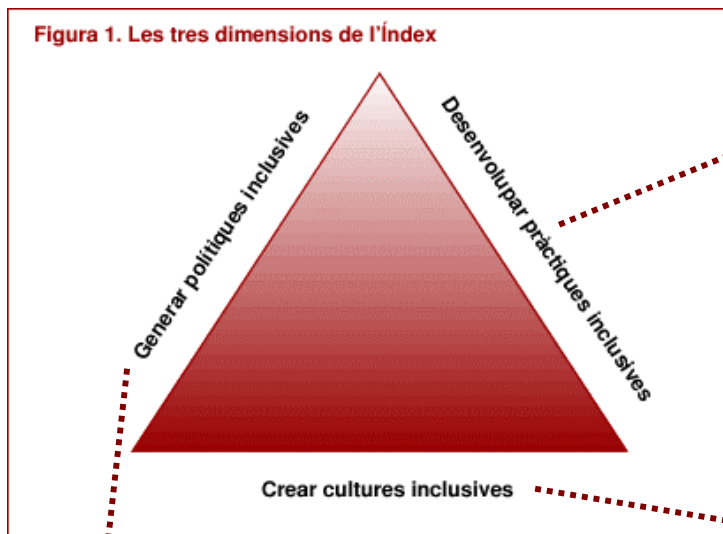 Figura 1. Les tres dimensions de l'Índex
Generar polítiques inclusives
Desenvolupar pràctiques inclusives
Crear cultures inclusives